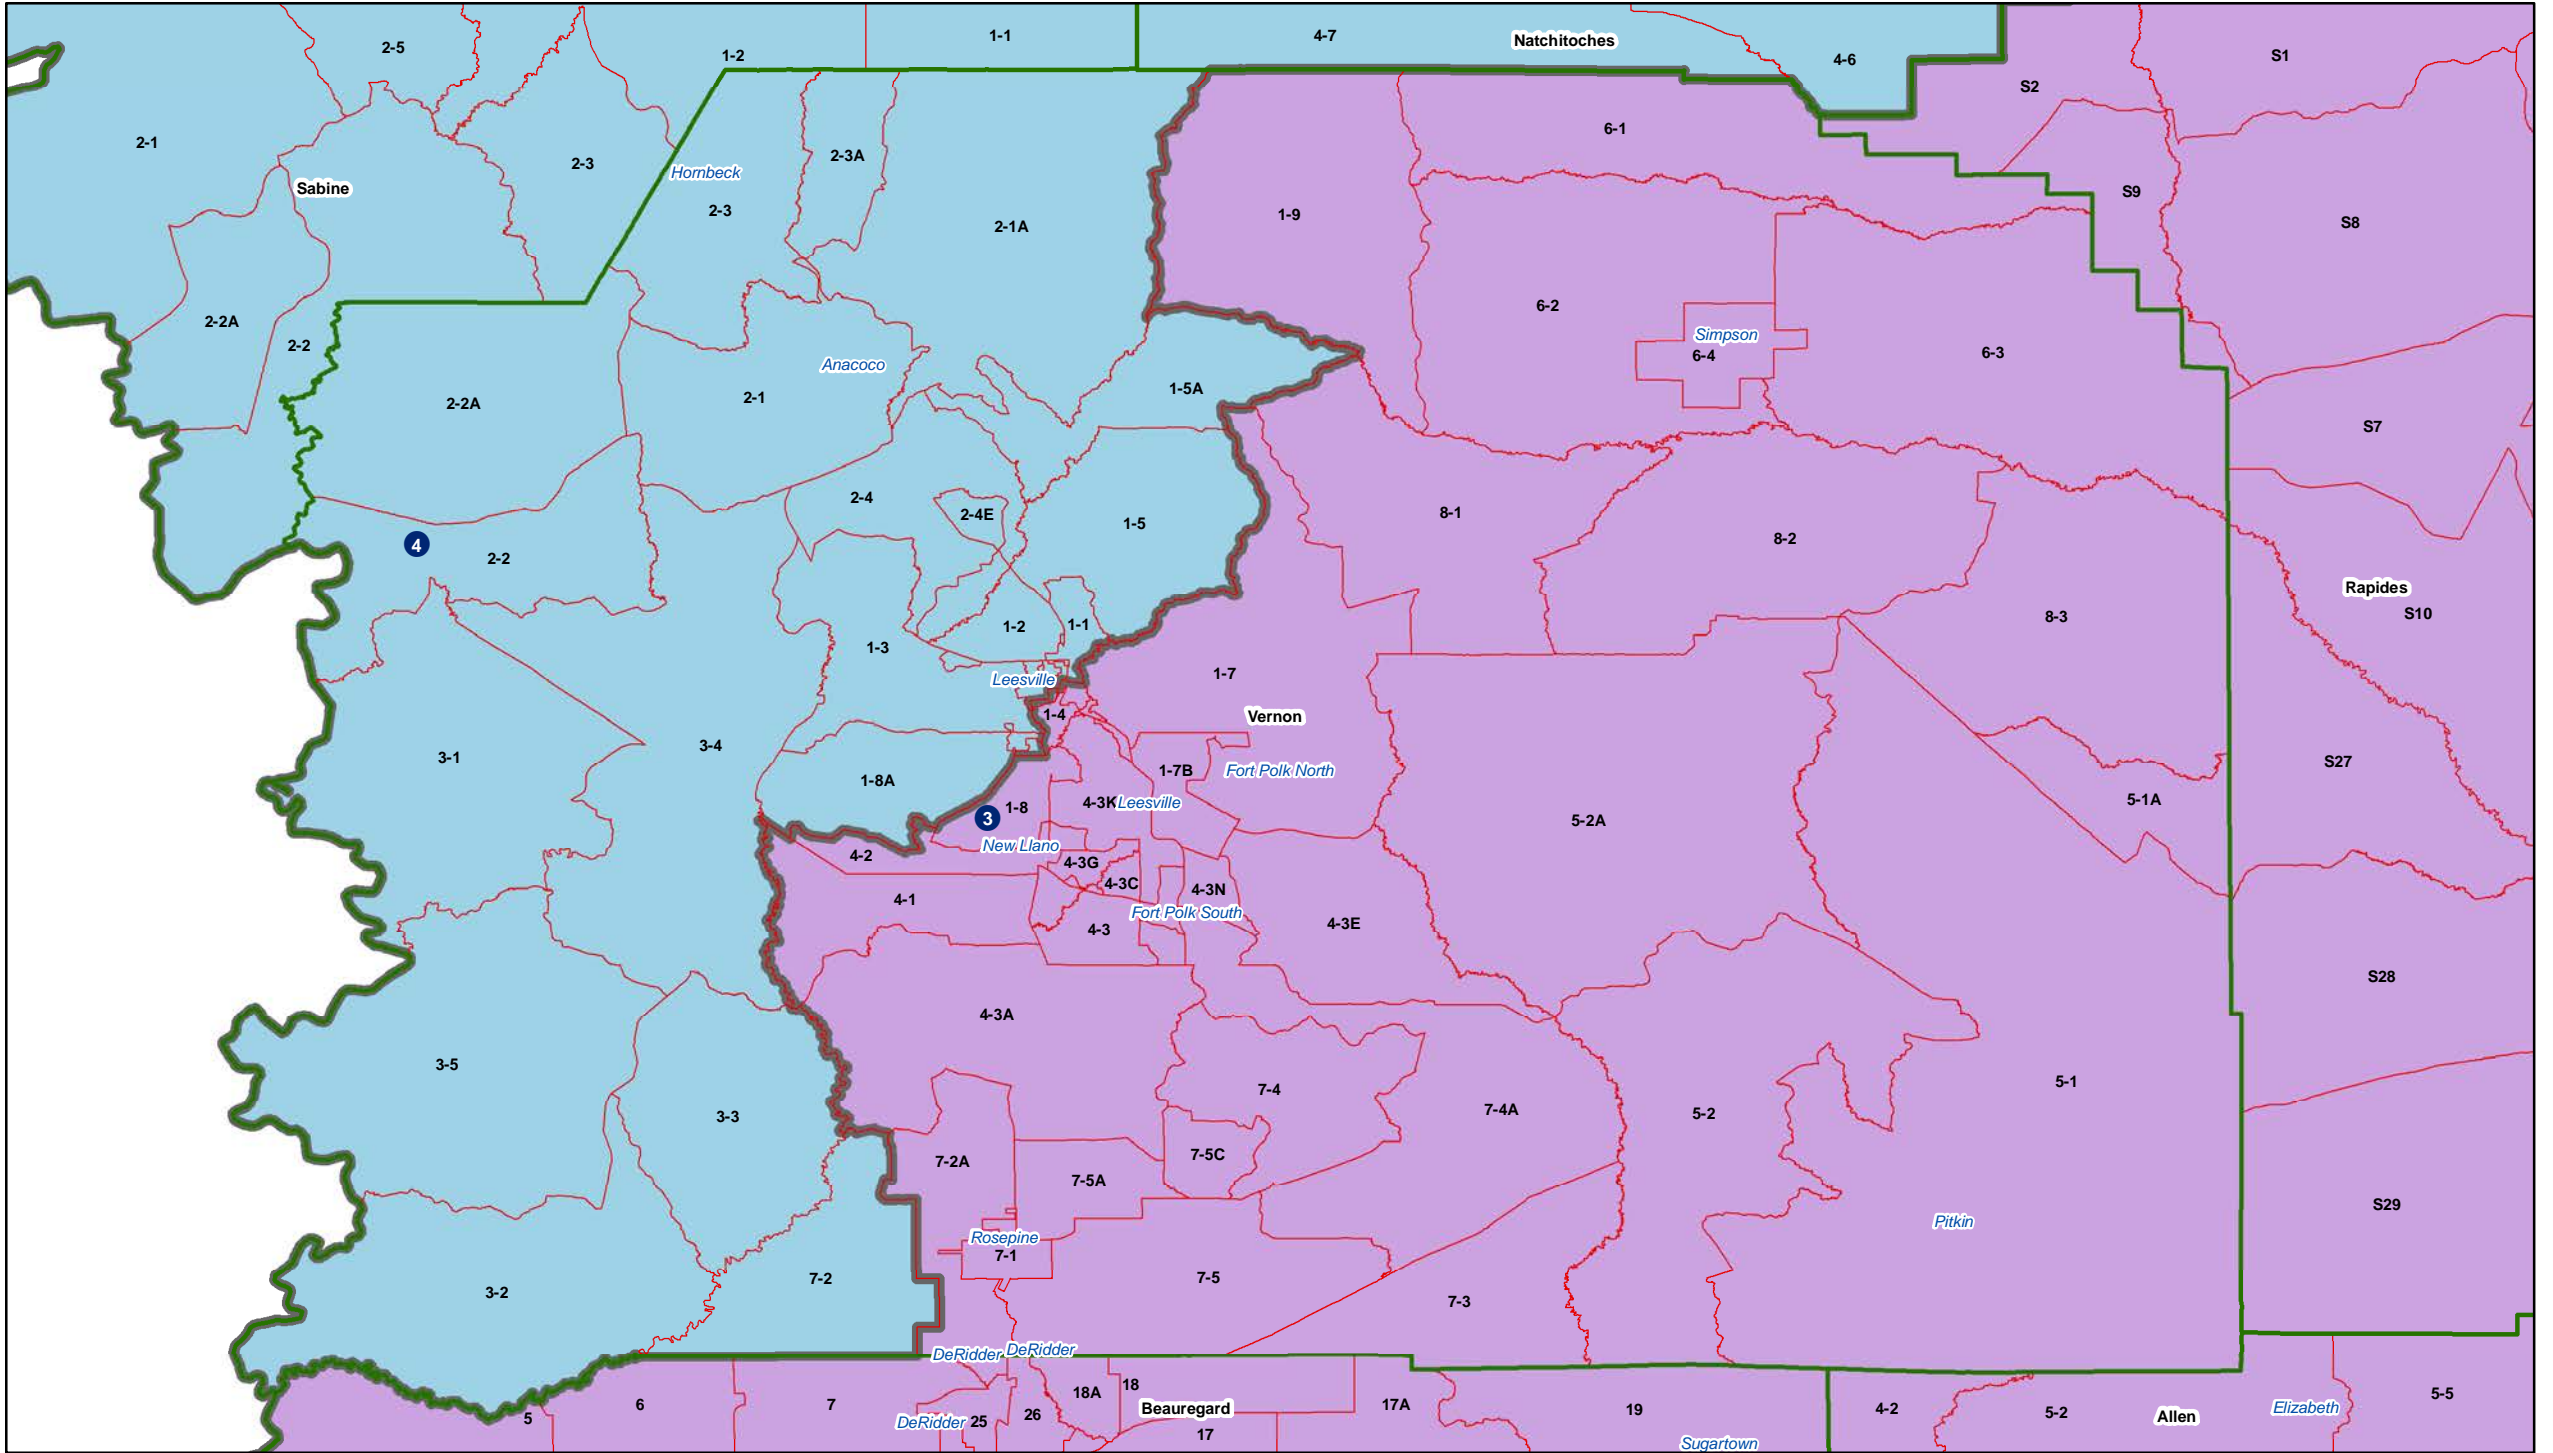 1-1
4-7
Natchitoches
2-5
1-2
4-6
S1
S2
2-1
6-1
2-3
2-3A
Hornbeck
Sabine
S9
2-3
1-9
S8
2-1A
6-2
2-2A
Simpson
2-2
6-4
6-3
Anacoco
1-5A
2-1
2-2A
S7
2-4
8-1
2-4E
1-5
8-2
4
2-2
Rapides
S10
8-3
1-2
1-1
1-3
1-7
Leesville
1-4
Vernon
3-4
3-1
S27
1-7B
Fort Polk North
1-8A
5-1A
4-3K
Leesville
1-8
3
5-2A
New Llano
4-2
4-3G
4-3C
4-3N
4-1
Fort Polk South
4-3E
4-3
S28
4-3A
3-5
5-1
7-4
7-4A
5-2
3-3
7-5C
7-2A
7-5A
S29
Pitkin
Rosepine
7-1
7-5
7-2
3-2
7-3
DeRidder
DeRidder
18
18A
5-5
6
7
17A
Beauregard
4-2
Elizabeth
19
5-2
Allen
26
5
DeRidder
25
17
Sugartown